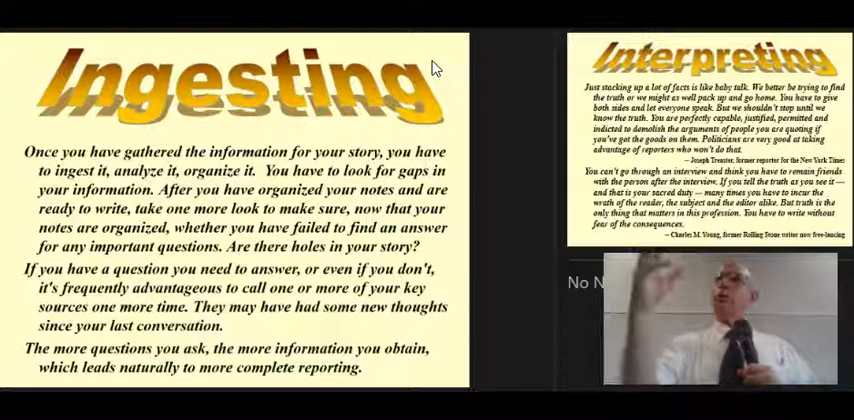 Ingesting
Once you have gathered the information for your story, you have
to ingest it, analyze it, organize it. You have to look for gaps in
your information. After you have organized your notes and are
ready to write, take one more look to make sure, now that your
notes are organized, whether you have failed to find an answer
for any important questions. Are there holes in your story?
If you have a question you need to answer, or even if you don't,
it's frequently advantageous to call one or more of your key
sources one more time. They may have had some new thoughts
since your last conversation.
The more questions you ask, the more information you obtain,
which leads naturally to more complete reporting.
Interpreting
Just stacking up a lot of facts is like baby talk. We better be trying to find
the truth or we might as well pack up and go home. You have to give
both sides and let everyone speak. But we shouldn't stop until we
know the truth. You are perfectly capable, justified, permitted and
indicted to demolish the arguments of people you are quoting if
you've got the goods on them. Politicians are very good at taking
advantage of reporters who won't do that.
— Joseph Treaster, former reporter for the New York Times
You can't go through an interview and think you have to remain friends
with the person after the interview. If you tell the truth as you see it —
and that is your sacred duty — many times you have to incur the
wrath of the reader, the subject and the editor alike. But truth is the
only thing that matters in this profession. You have to write without
fear of the consequences.
— Charles M. Young, former Rolling Stone writer now free-lancing
No N